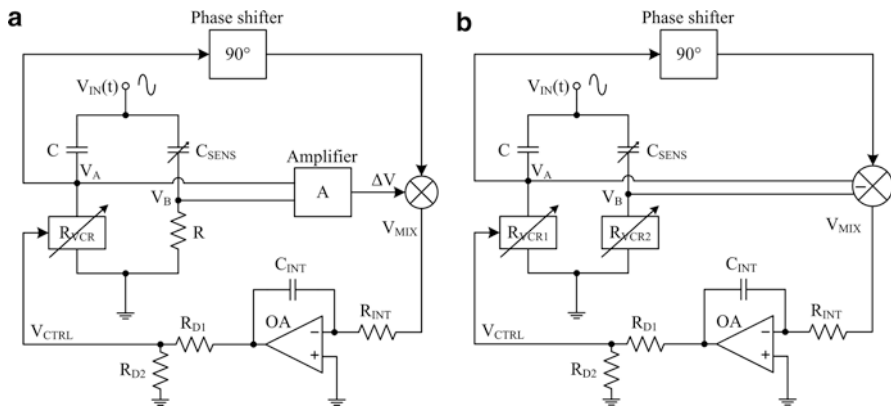 a
Phase shifter
90°
V_IN(t)
C
C_SENS
V_A
Amplifier
V_B
A
ΔV
R_VCR
R
V_MIX
C_INT
R_INT
R_D1
OA
−
+
V_CTRL
R_D2
b
Phase shifter
90°
V_IN(t)
C
C_SENS
V_A
V_B
−
R_VCR1
R_VCR2
V_MIX
C_INT
R_INT
R_D1
OA
−
+
V_CTRL
R_D2